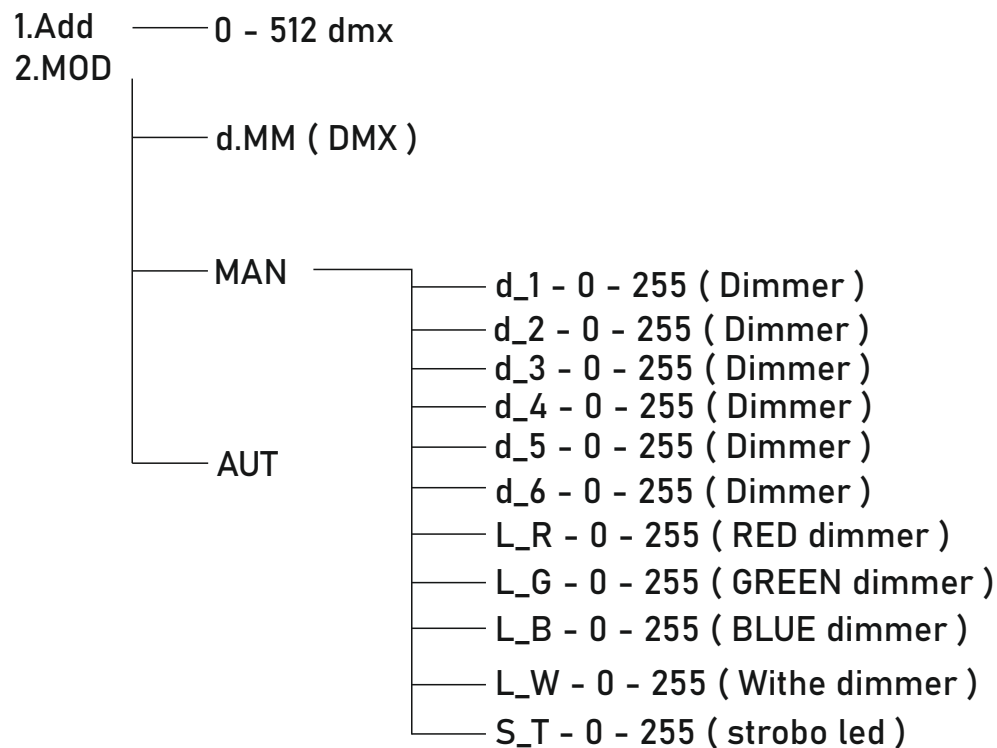 1.Add 0 - 512 dmx
2.MOD
d.MM ( DMX )
MAN
d_1 - 0 - 255 ( Dimmer )
d_2 - 0 - 255 ( Dimmer )
d_3 - 0 - 255 ( Dimmer )
d_4 - 0 - 255 ( Dimmer )
d_5 - 0 - 255 ( Dimmer )
d_6 - 0 - 255 ( Dimmer )
L_R - 0 - 255 ( RED dimmer )
L_G - 0 - 255 ( GREEN dimmer )
L_B - 0 - 255 ( BLUE dimmer )
L_W - 0 - 255 ( Withe dimmer )
S_T - 0 - 255 ( strobo led )
AUT